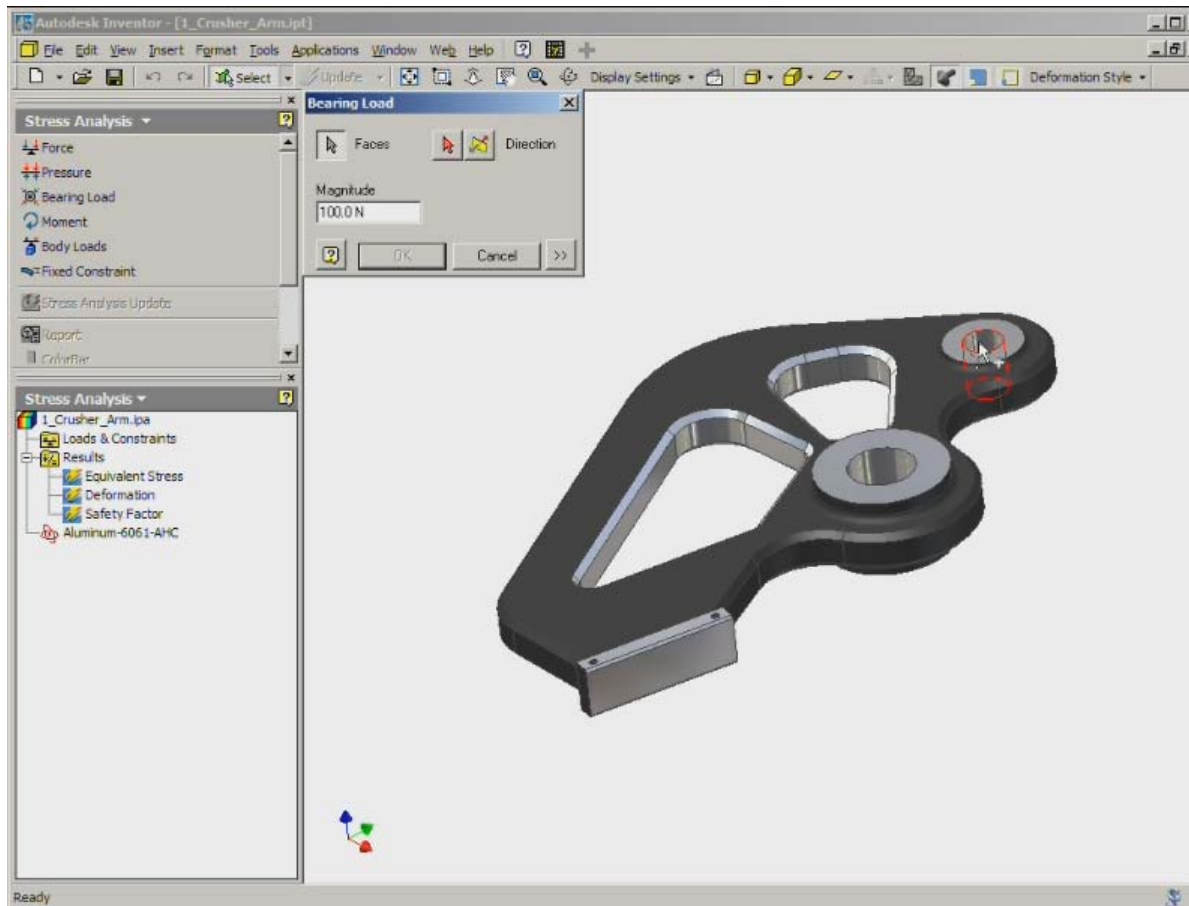 Autodesk Inventor - [1_Crusher_Arm.ipt]
File Edit View Insert Format Tools Applications Window Web Help
Select Update Display Settings Deformation Style
Stress Analysis
Force
Pressure
Bearing Load
Moment
Body Loads
Fixed Constraint
Stress Analysis Update
Report
ColorBar
Bearing Load
Faces Direction
Magnitude
100.0 N
OK Cancel >>
Stress Analysis
1_Crusher_Arm.ipa
Loads & Constraints
Results
Equivalent Stress
Deformation
Safety Factor
Aluminum-6061-AHC
Ready